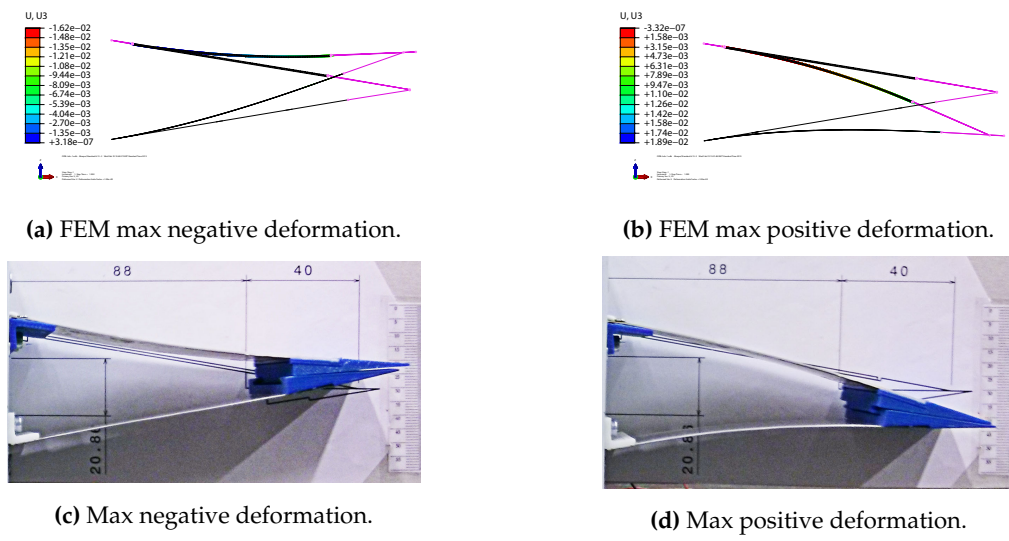 U, U3
-1.62e-02
-1.48e-02
-1.35e-02
-1.21e-02
-1.08e-02
-9.44e-03
-8.09e-03
-6.74e-03
-5.39e-03
-4.04e-03
-2.70e-03
-1.35e-03
+3.18e-07
U, U3
-3.32e-07
+1.58e-03
+3.15e-03
+4.73e-03
+6.31e-03
+7.89e-03
+9.47e-03
+1.10e-02
+1.26e-02
+1.42e-02
+1.58e-02
+1.74e-02
+1.89e-02
(a) FEM max negative deformation.
(b) FEM max positive deformation.
88
40
88
40
(c) Max negative deformation.
(d) Max positive deformation.